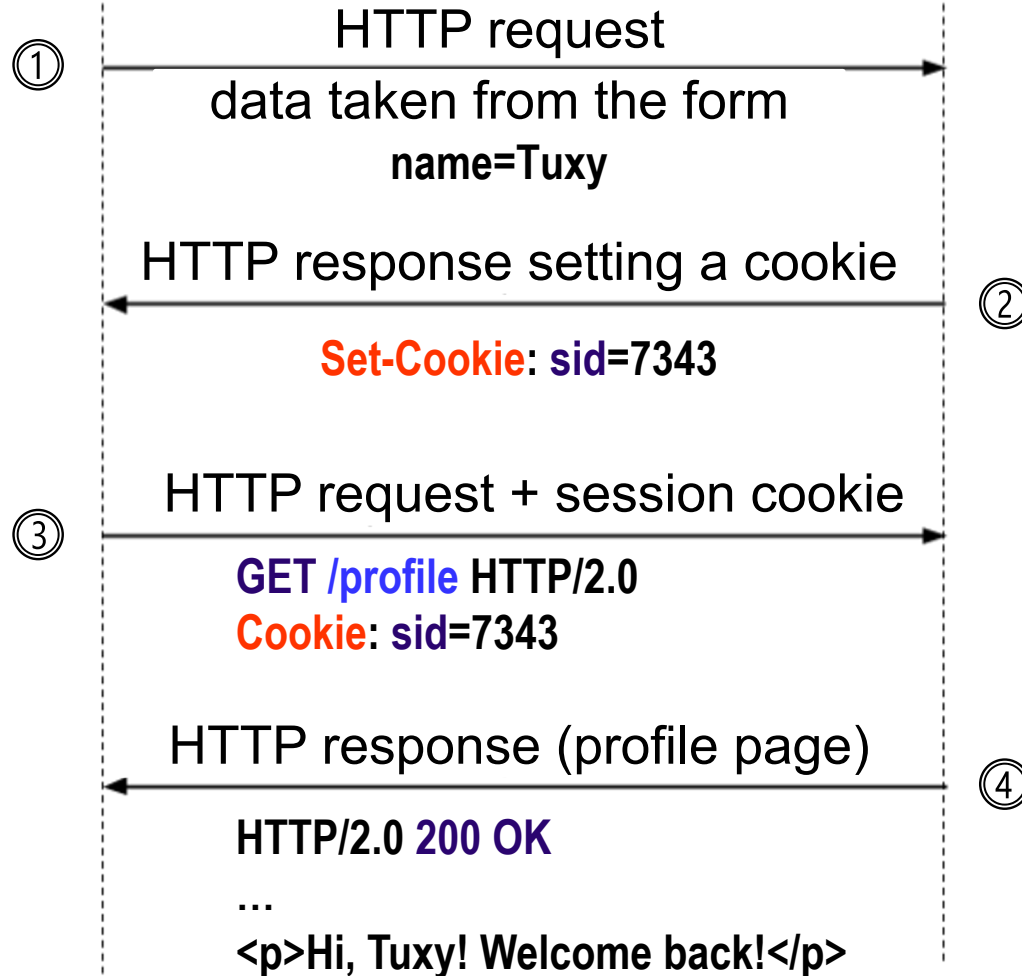 HTTP request
①
data taken from the form
name=Tuxy
HTTP response setting a cookie
②
Set-Cookie: sid=7343
HTTP request + session cookie
③
GET /profile HTTP/2.0
Cookie: sid=7343
HTTP response (profile page)
④
HTTP/2.0 200 OK
...
<p>Hi, Tuxy! Welcome back!</p>